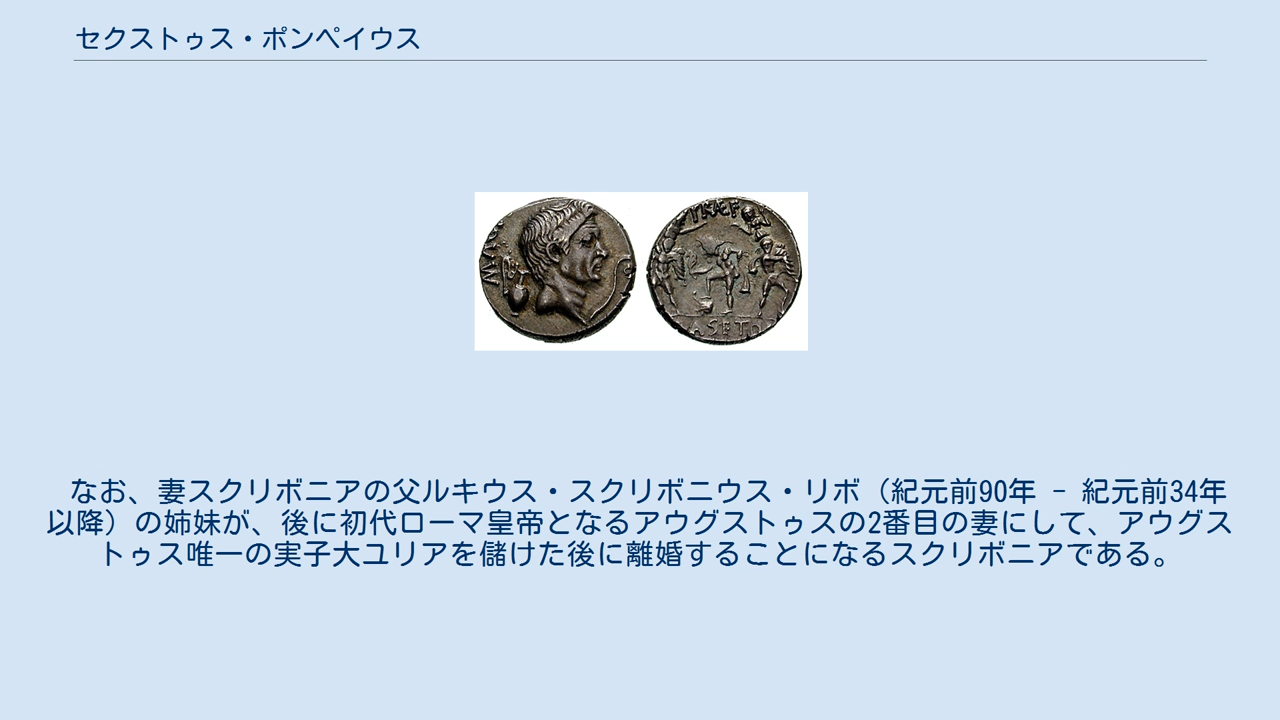 セクストゥス・ポンペイウス
PRÆF
なお、妻スクリボニアの父ルキウス・スクリボニウス・リボ（紀元前90年 - 紀元前34年
以降）の姉妹が、後に初代ローマ皇帝となるアウグストゥスの2番目の妻にして、アウグス
トゥス唯一の実子大ユリアを儲けた後に離婚することになるスクリボニアである。